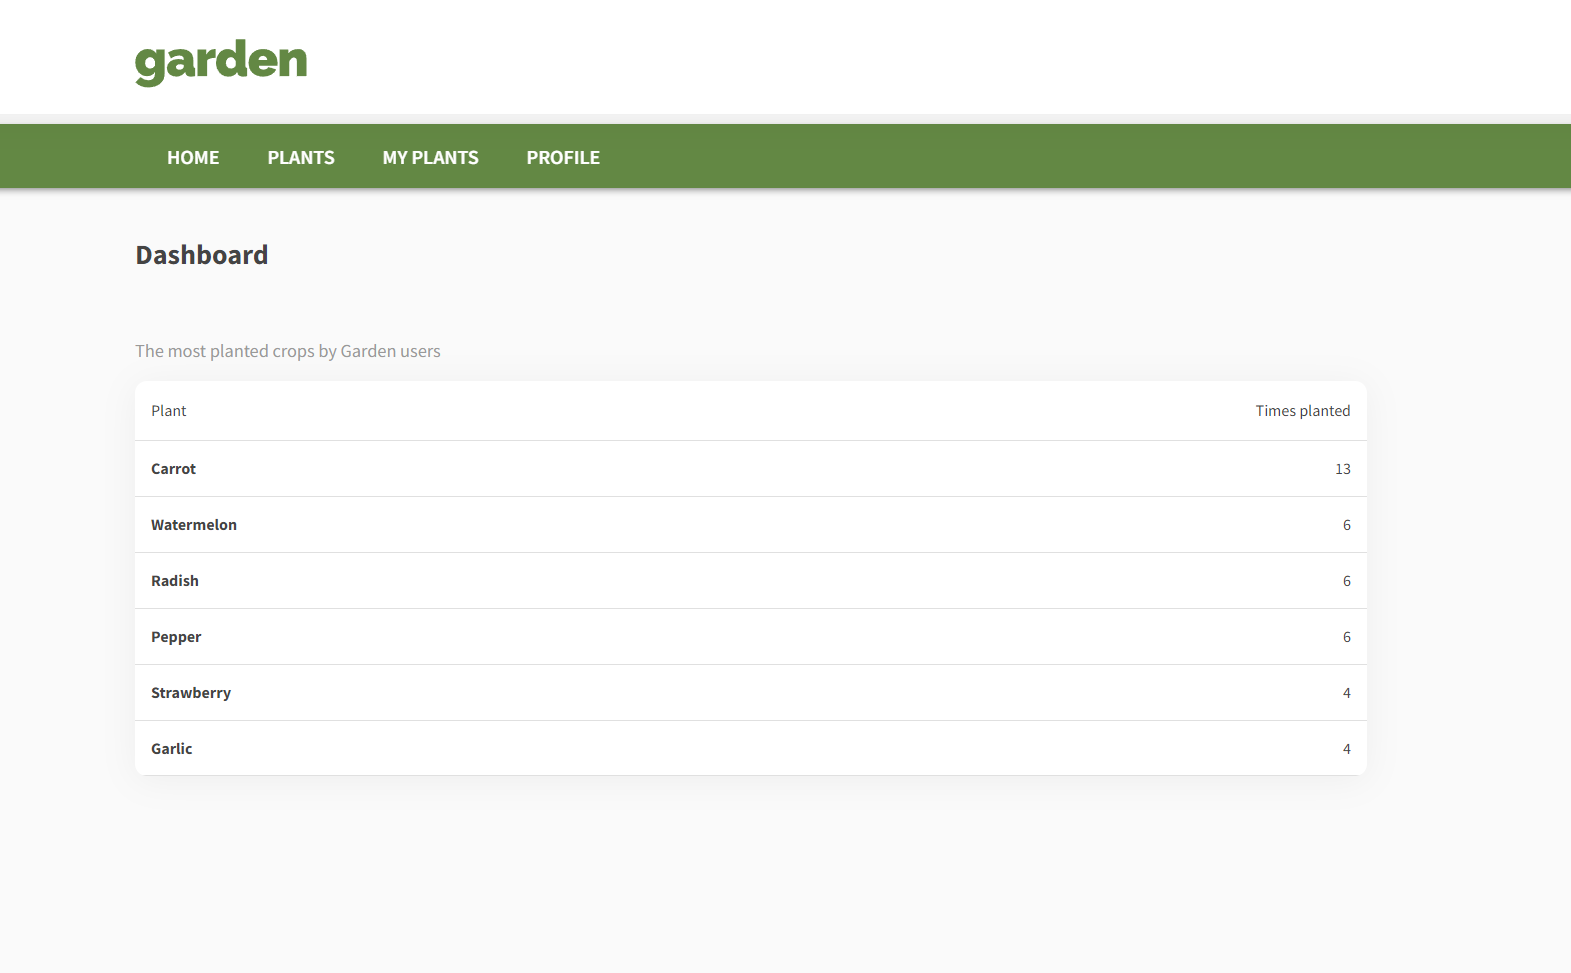 garden
HOME PLANTS MY PLANTS PROFILE
Dashboard
The most planted crops by Garden users
Plant Times planted
Carrot 13
Watermelon 6
Radish 6
Pepper 6
Strawberry 4
Garlic 4